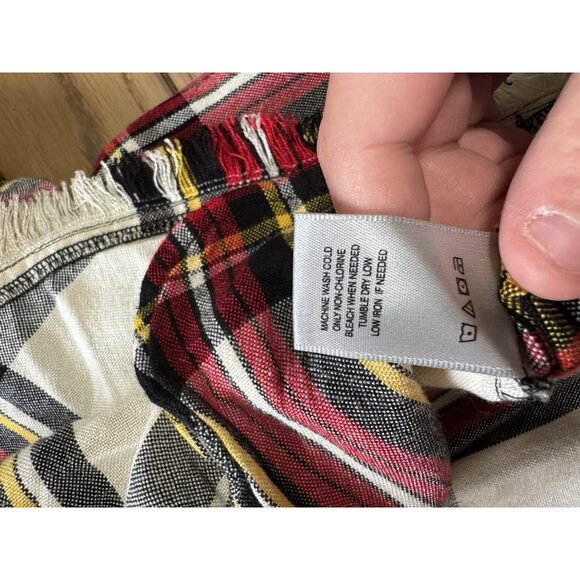 MACHINE WASH COLD
ONLY NON-CHLORINE
BLEACH WHEN NEEDED
TUMBLE DRY LOW
LOW IRON IF NEEDED